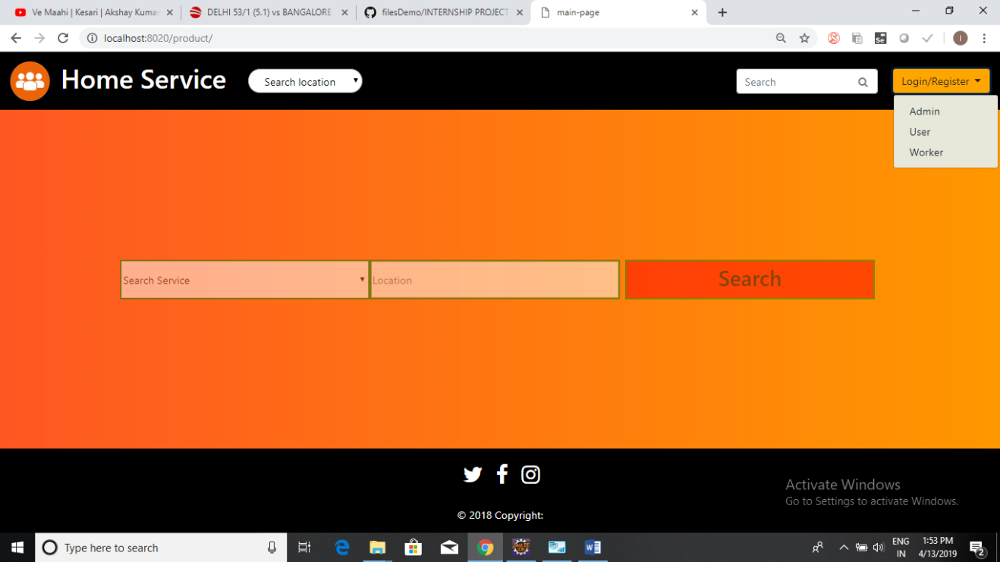 Ve Maahi | Kesari | Akshay Kumar
DELHI 53/1 (5.1) vs BANGALORE
filesDemo/INTERNSHIP PROJECT
main-page
localhost:8020/product/
Se
I
Home Service
Search location
Search
Login/Register
Admin
User
Worker
Search Service
Location
Search
Activate Windows
Go to Settings to activate Windows.
© 2018 Copyright:
Type here to search
ENG
IN
1:53 PM
4/13/2019
2